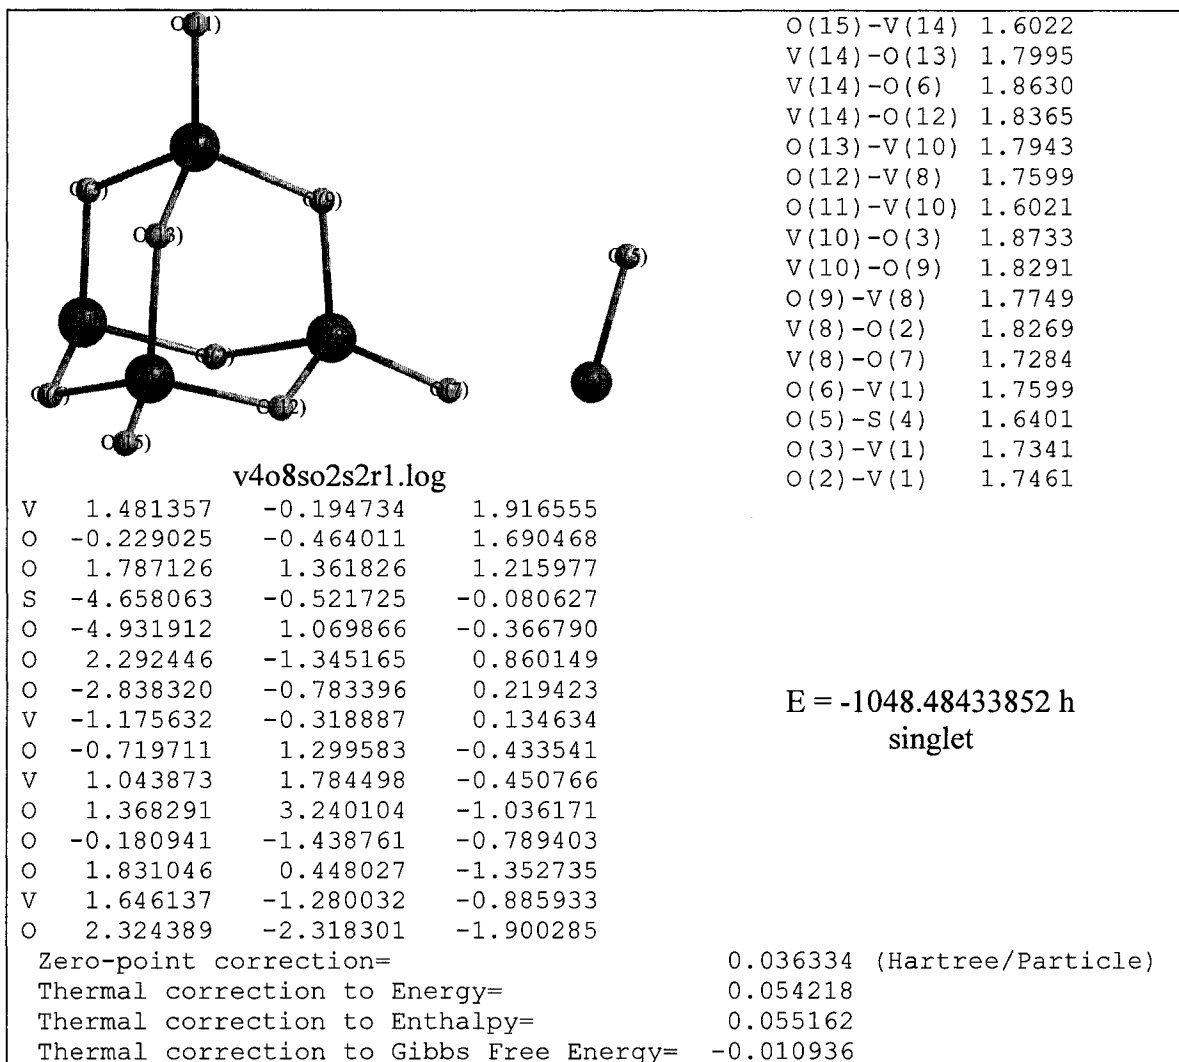 O(11)
O(3)
O(9)
O(5)
O(7)
O(12)
O(15)
O(15)-V(14) 1.6022
V(14)-O(13) 1.7995
V(14)-O(6) 1.8630
V(14)-O(12) 1.8365
O(13)-V(10) 1.7943
O(12)-V(8) 1.7599
O(11)-V(10) 1.6021
V(10)-O(3) 1.8733
V(10)-O(9) 1.8291
O(9)-V(8) 1.7749
V(8)-O(2) 1.8269
V(8)-O(7) 1.7284
O(6)-V(1) 1.7599
O(5)-S(4) 1.6401
O(3)-V(1) 1.7341
O(2)-V(1) 1.7461
v4o8so2s2r1.log
V 1.481357 -0.194734 1.916555
O -0.229025 -0.464011 1.690468
O 1.787126 1.361826 1.215977
S -4.658063 -0.521725 -0.080627
O -4.931912 1.069866 -0.366790
O 2.292446 -1.345165 0.860149
O -2.838320 -0.783396 0.219423
V -1.175632 -0.318887 0.134634
O -0.719711 1.299583 -0.433541
V 1.043873 1.784498 -0.450766
O 1.368291 3.240104 -1.036171
O -0.180941 -1.438761 -0.789403
O 1.831046 0.448027 -1.352735
V 1.646137 -1.280032 -0.885933
O 2.324389 -2.318301 -1.900285
E = -1048.48433852 h
singlet
Zero-point correction= 0.036334 (Hartree/Particle)
Thermal correction to Energy= 0.054218
Thermal correction to Enthalpy= 0.055162
Thermal correction to Gibbs Free Energy= -0.010936